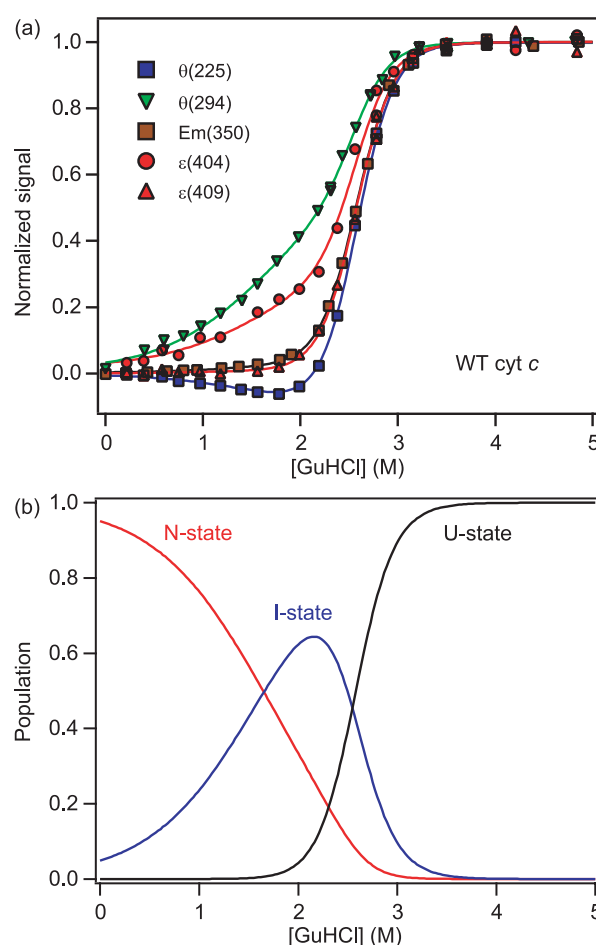 (a)
1.0
0.8
0.6
0.4
0.2
0.0
Normalized signal
θ(225)
θ(294)
Em(350)
ε(404)
ε(409)
WT cyt c
0
1
2
3
4
5
[GuHCl] (M)
(b)
1.0
0.8
0.6
0.4
0.2
0.0
Population
N-state
I-state
U-state
0
1
2
3
4
5
[GuHCl] (M)